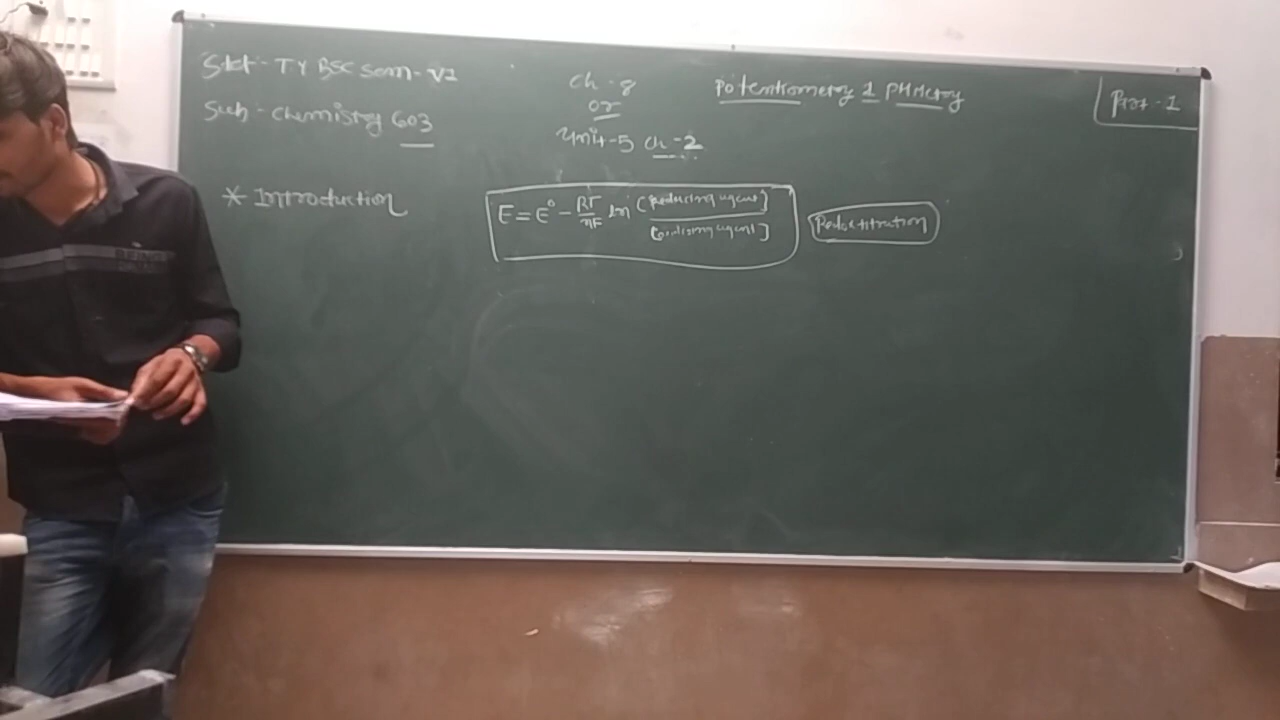 TY BSC Sem-VI
Sub- Chemistry 603
Ch-8
or
Unit-5 Ch-2
Potentiometry & PHMetry
Part-1
* Introduction
E = E° - RT/nF ln [Reducing agent]/[oxidising agent]
Redox titration
BEING